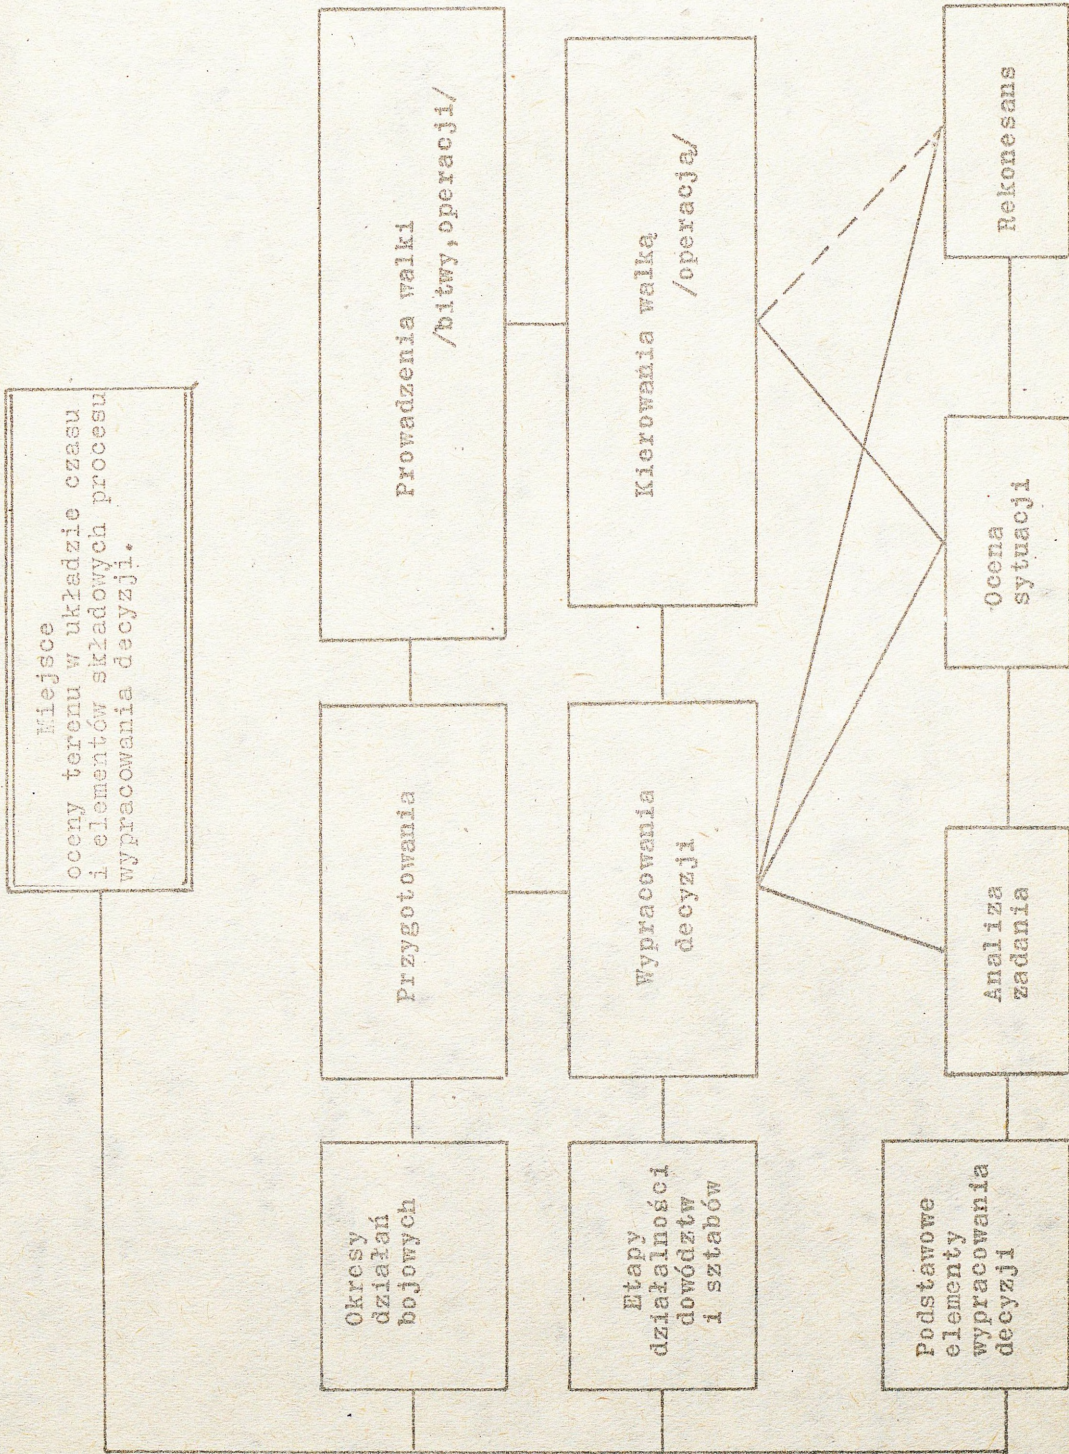 Miejsce
oceny terenu w układzie czasu
i elementów składowych procesu
wypracowania decyzji.
Okresy
działań
bojowych
Przygotowania
Prowadzenia walki
/bitwy,operacji/
Etapy
działalności
dowództw
i sztabów
Wypracowania
decyzji
Kierowania walką
/operacją/
Podstawowe
elementy
wypracowania
decyzji
Analiza
zadania
Ocena
sytuacji
Rekonesans